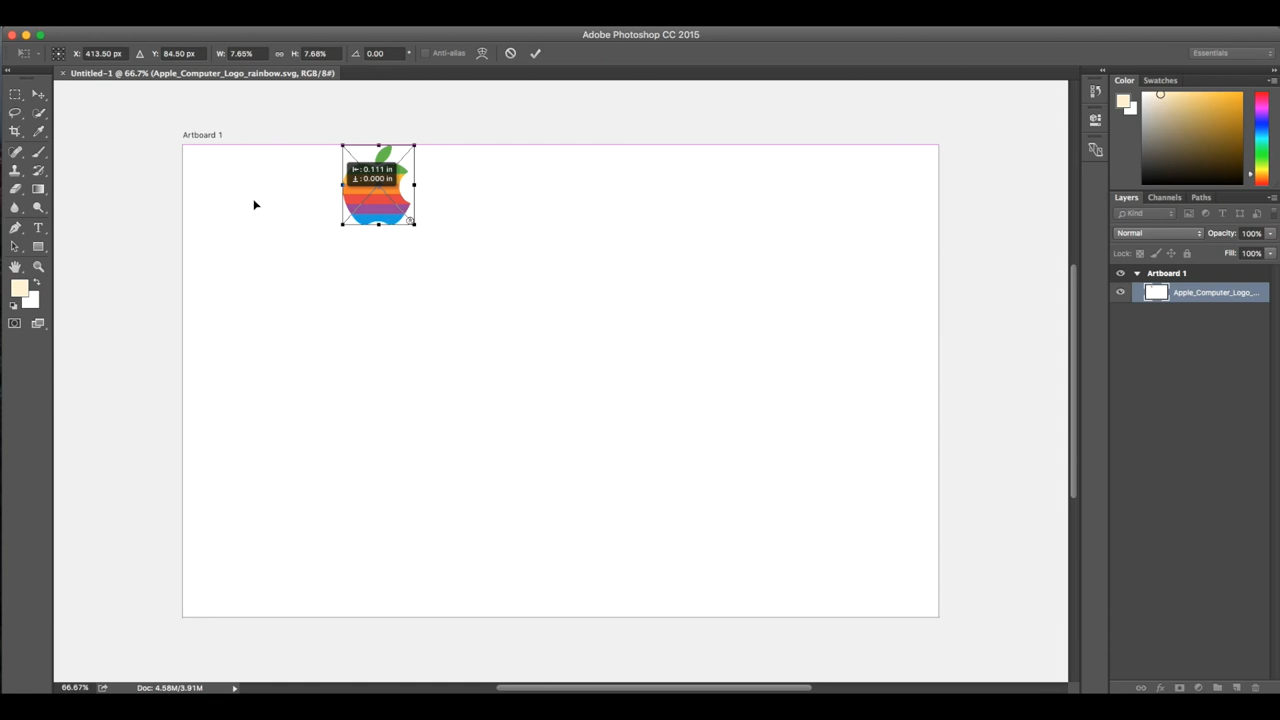 Adobe Photoshop CC 2015
X: 413.50 px Y: 84.50 px W: 7.65% H: 7.68% 0.00 ° Anti-alias Essentials
× Untitled-1 @ 66.7% (Apple_Computer_Logo_rainbow.svg, RGB/8#)
Color Swatches
Artboard 1
0.111 in
0.000 in
Layers Channels Paths
Kind
Normal Opacity: 100%
Lock: Fill: 100%
Artboard 1
Apple_Computer_Logo_...
66.67% Doc: 4.58M/3.91M